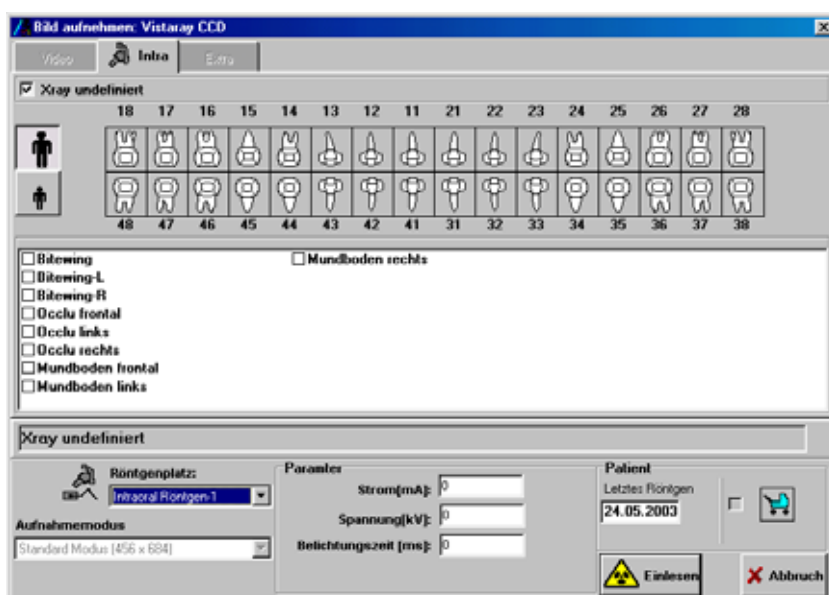 Bild aufnehmen: Vistaray CCD
Video Intra Extra
Xray undefiniert
18 17 16 15 14 13 12 11 21 22 23 24 25 26 27 28
48 47 46 45 44 43 42 41 31 32 33 34 35 36 37 38
Bitewing Mundboden rechts
Bitewing-L
Bitewing-R
Occlu frontal
Occlu links
Occlu rechts
Mundboden frontal
Mundboden links
Xray undefiniert
Röntgenplatz:
Intraoral Röntgen-1
Aufnahmemodus
Standard Modus (456 x 684)
Paramter
Strom[mA]: 0
Spannung[kV]: 0
Belichtungszeit [ms]: 0
Patient
Letztes Röntgen
24.05.2003
Einlesen Abbruch